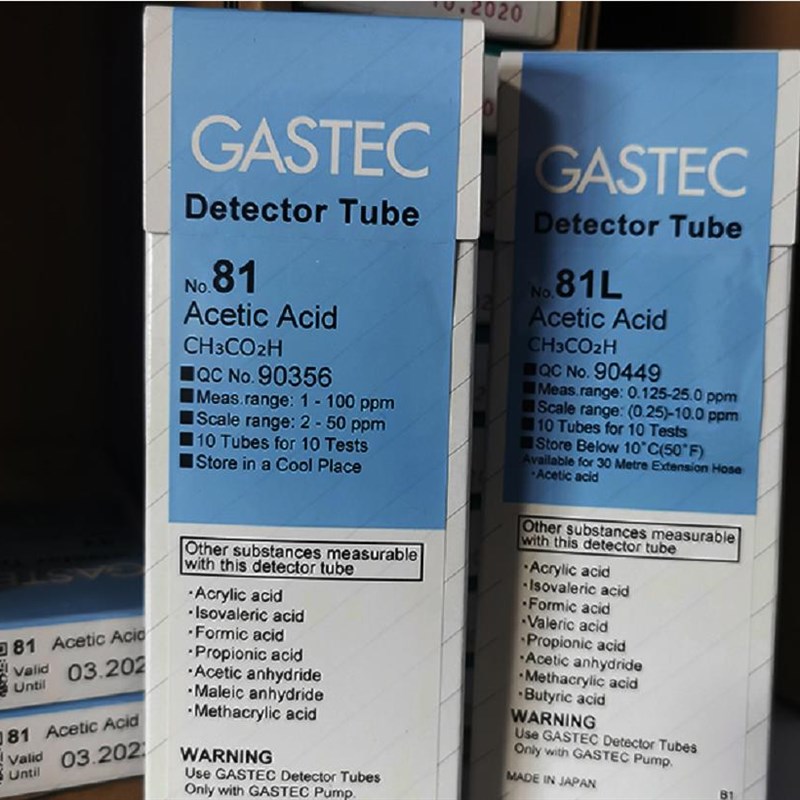 10.2020
GASTEC
Detector Tube
No.81
Acetic Acid
CH₃CO₂H
■QC No. 90356
■Meas.range: 1 - 100 ppm
■Scale range: 2 - 50 ppm
■10 Tubes for 10 Tests
■Store in a Cool Place
Other substances measurable
with this detector tube
・Acrylic acid
・Isovaleric acid
・Formic acid
・Propionic acid
・Acetic anhydride
・Maleic anhydride
・Methacrylic acid
WARNING
Use GASTEC Detector Tubes
Only with GASTEC Pump.
GASTEC
Detector Tube
No.81L
Acetic Acid
CH₃CO₂H
■QC No. 90449
■Meas.range: 0.125-25.0 ppm
■Scale range: (0.25)-10.0 ppm
■10 Tubes for 10 Tests
■Store Below 10˚C(50˚F)
Available for 30 Metre Extension Hose
・Acetic acid
Other substances measurable
with this detector tube
・Acrylic acid
・Isovaleric acid
・Formic acid
・Valeric acid
・Propionic acid
・Acetic anhydride
・Methacrylic acid
・Butyric acid
WARNING
Use GASTEC Detector Tubes
Only with GASTEC Pump.
MADE IN JAPAN
81
GASTEC
81 Acetic Acid
Valid
Until
03.202
81 Acetic Acid
Valid
Until
03.202